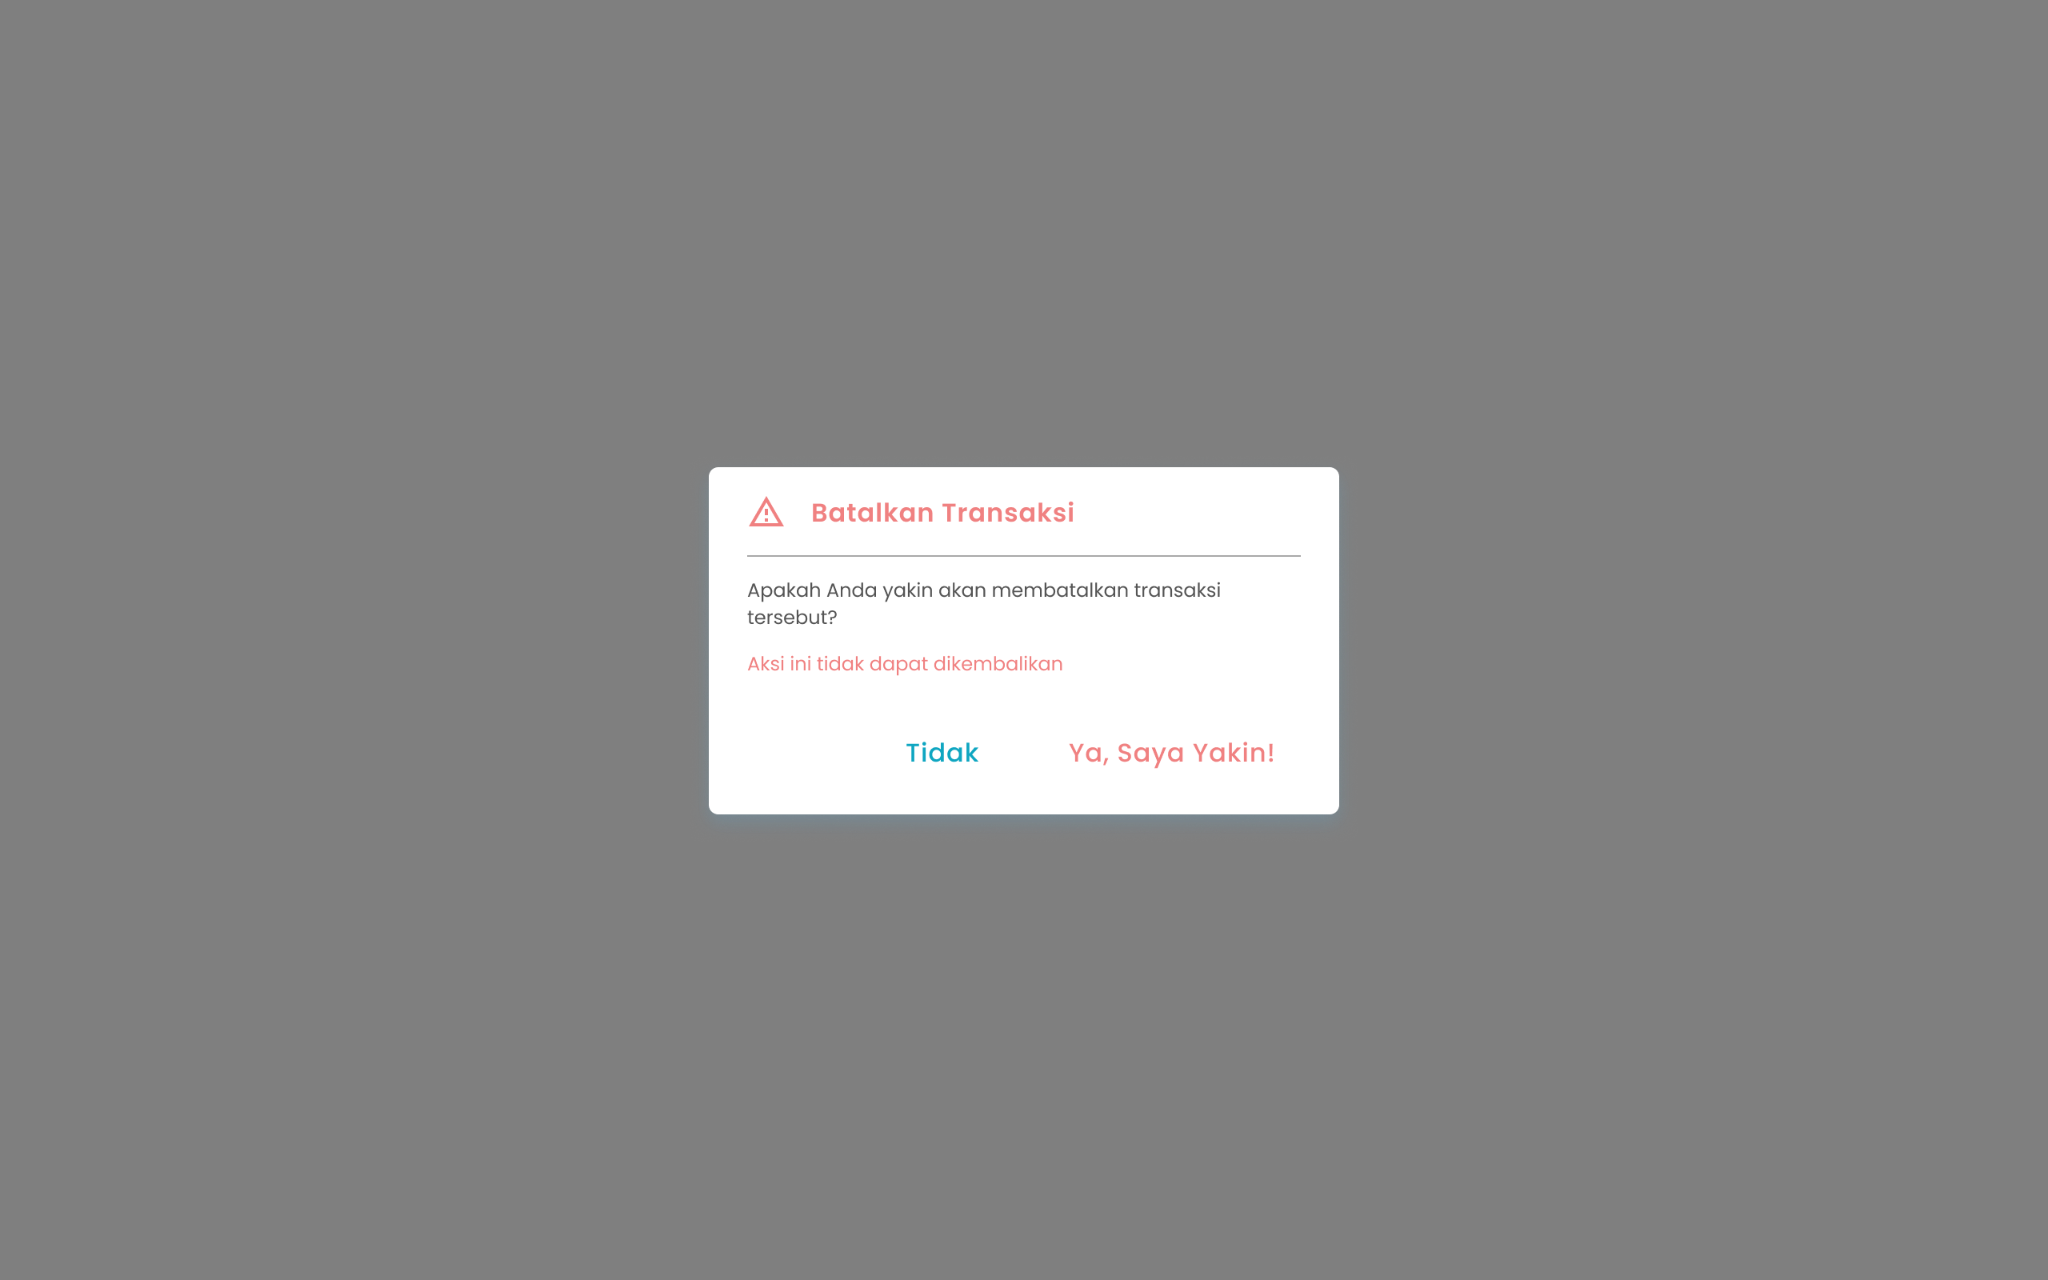 Batalkan Transaksi
Apakah Anda yakin akan membatalkan transaksi
tersebut?
Aksi ini tidak dapat dikembalikan
Tidak
Ya, Saya Yakin!